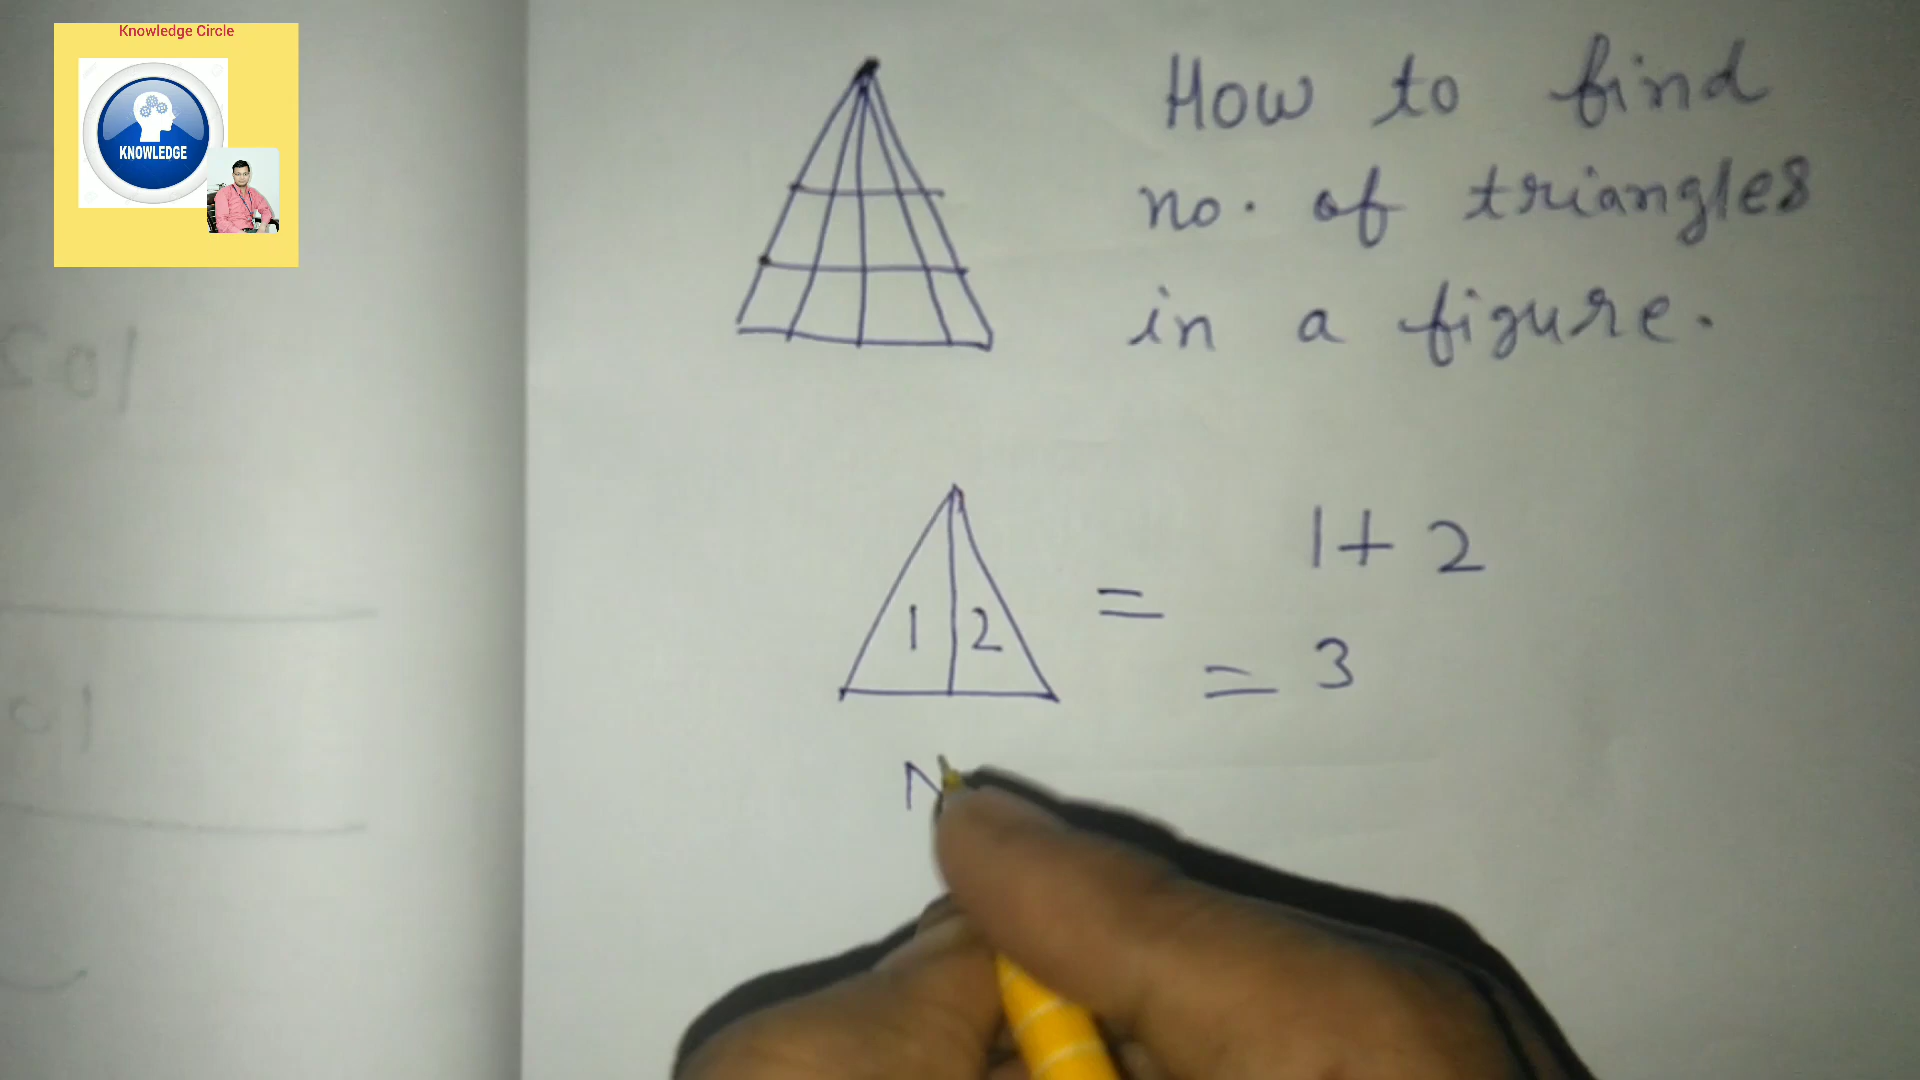 Knowledge Circle
KNOWLEDGE
How to find
no. of triangles
in a figure.
1 2
= 1+2
= 3
N